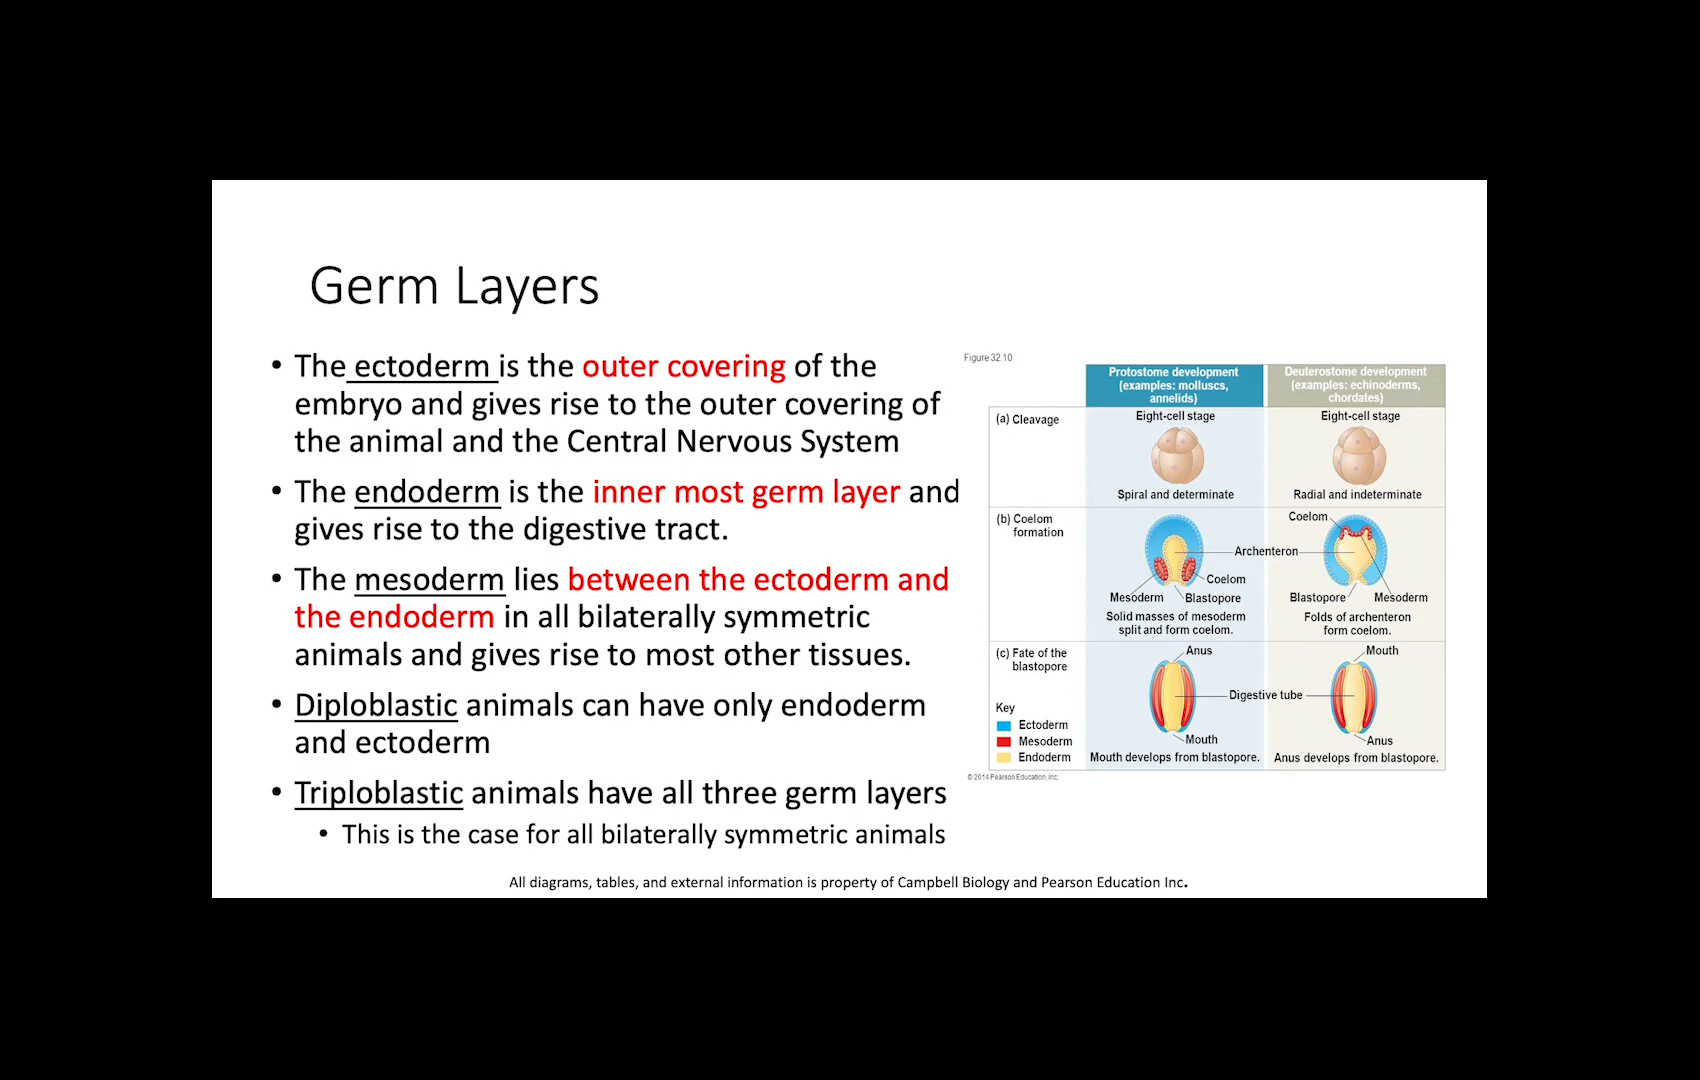 Germ Layers
• The ectoderm is the outer covering of the
embryo and gives rise to the outer covering of
the animal and the Central Nervous System
• The endoderm is the inner most germ layer and
gives rise to the digestive tract.
• The mesoderm lies between the ectoderm and
the endoderm in all bilaterally symmetric
animals and gives rise to most other tissues.
• Diploblastic animals can have only endoderm
and ectoderm
• Triploblastic animals have all three germ layers
• This is the case for all bilaterally symmetric animals
Figure 32.10
Protostome development
(examples: molluscs,
annelids)
Deuterostome development
(examples: echinoderms,
chordates)
(a) Cleavage
Eight-cell stage
Eight-cell stage
Spiral and determinate
Radial and indeterminate
(b) Coelom
formation
Coelom
Archenteron
Coelom
Mesoderm
Blastopore
Blastopore
Mesoderm
Solid masses of mesoderm
split and form coelom.
Folds of archenteron
form coelom.
(c) Fate of the
blastopore
Anus
Mouth
Digestive tube
Key
Ectoderm
Mesoderm
Endoderm
Mouth
Anus
Mouth develops from blastopore.
Anus develops from blastopore.
© 2014 Pearson Education, Inc.
All diagrams, tables, and external information is property of Campbell Biology and Pearson Education Inc.